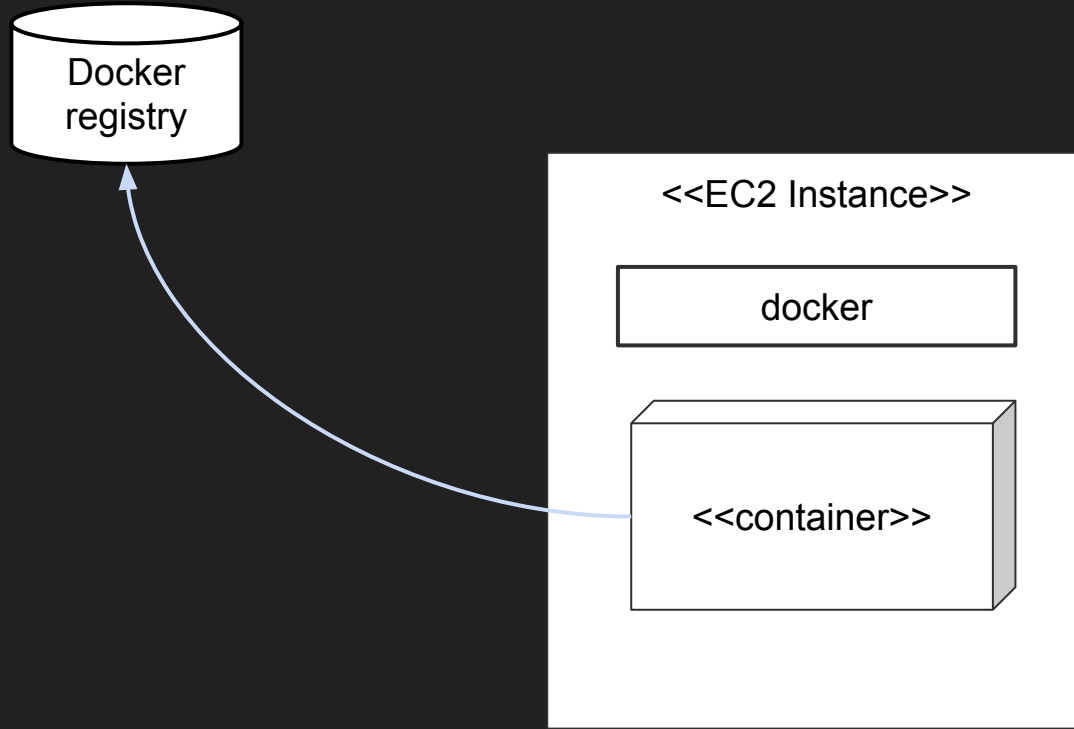 Docker
registry
<<EC2 Instance>>
docker
<<container>>